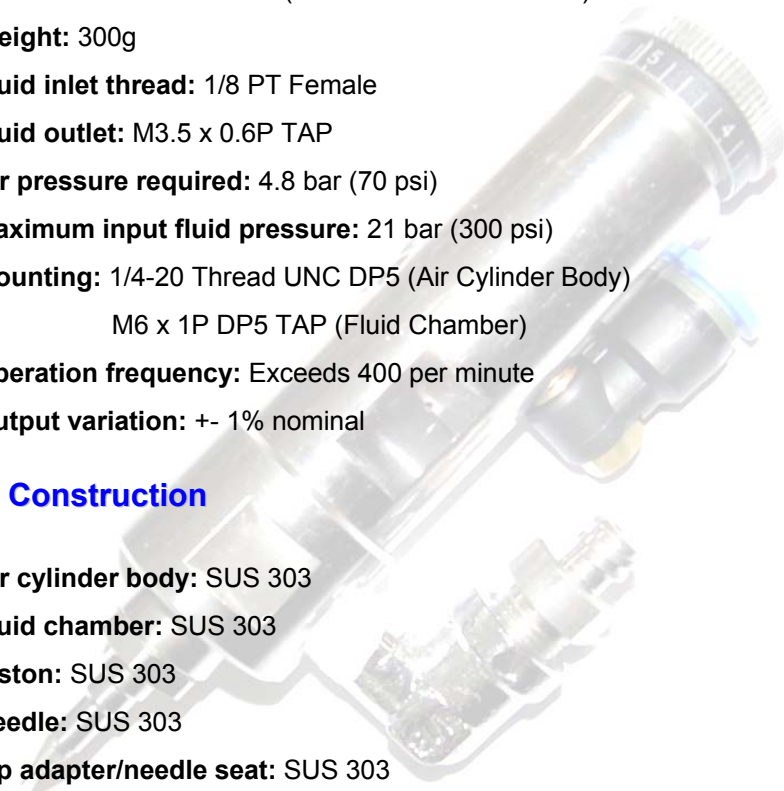 eight: 300g
uid inlet thread: 1/8 PT Female
uid outlet: M3.5 x 0.6P TAP
r pressure required: 4.8 bar (70 psi)
aximum input fluid pressure: 21 bar (300 psi)
ounting: 1/4-20 Thread UNC DP5 (Air Cylinder Body)
M6 x 1P DP5 TAP (Fluid Chamber)
peration frequency: Exceeds 400 per minute
utput variation: +- 1% nominal
Construction
r cylinder body: SUS 303
uid chamber: SUS 303
ston: SUS 303
eedle: SUS 303
p adapter/needle seat: SUS 303
5
4